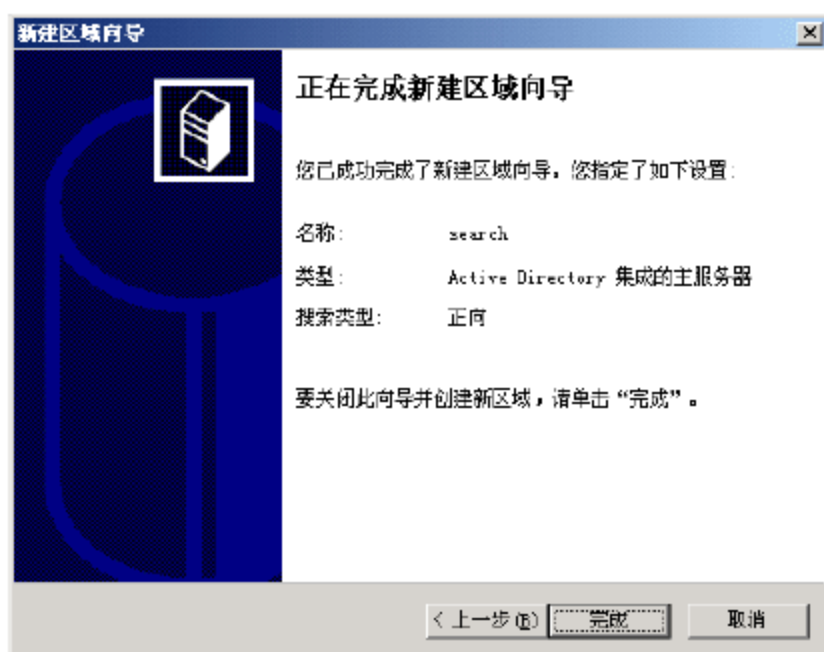 新建区域向导
正在完成新建区域向导
您已成功完成了新建区域向导。您指定了如下设置:
名称: search
类型: Active Directory 集成的主服务器
搜索类型: 正向
要关闭此向导并创建新区域，请单击“完成”。
< 上一步(B) 完成 取消